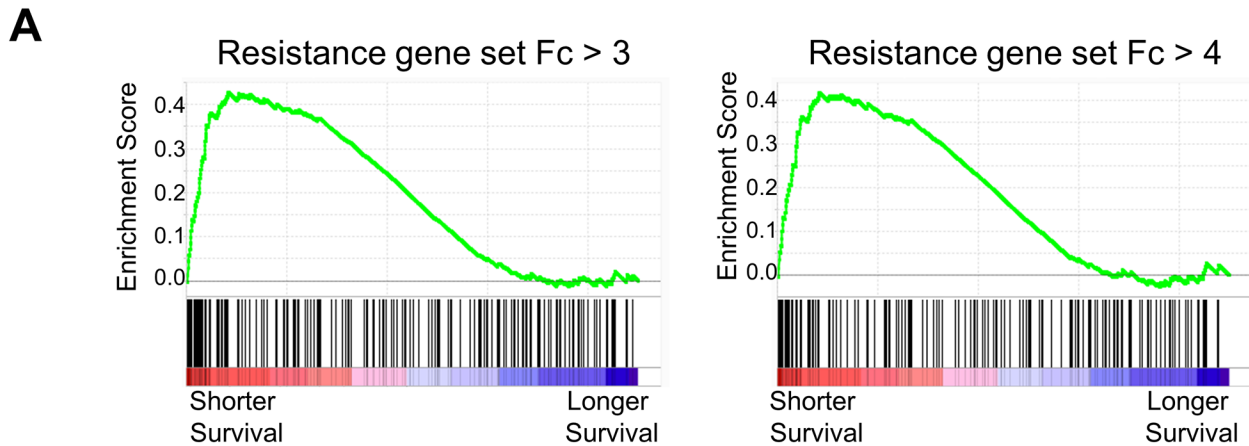 A
Resistance gene set Fc > 3
Enrichment Score
0.4
0.3
0.2
0.1
0.0
Shorter
Survival
Longer
Survival
Resistance gene set Fc > 4
Enrichment Score
0.4
0.3
0.2
0.1
0.0
Shorter
Survival
Longer
Survival